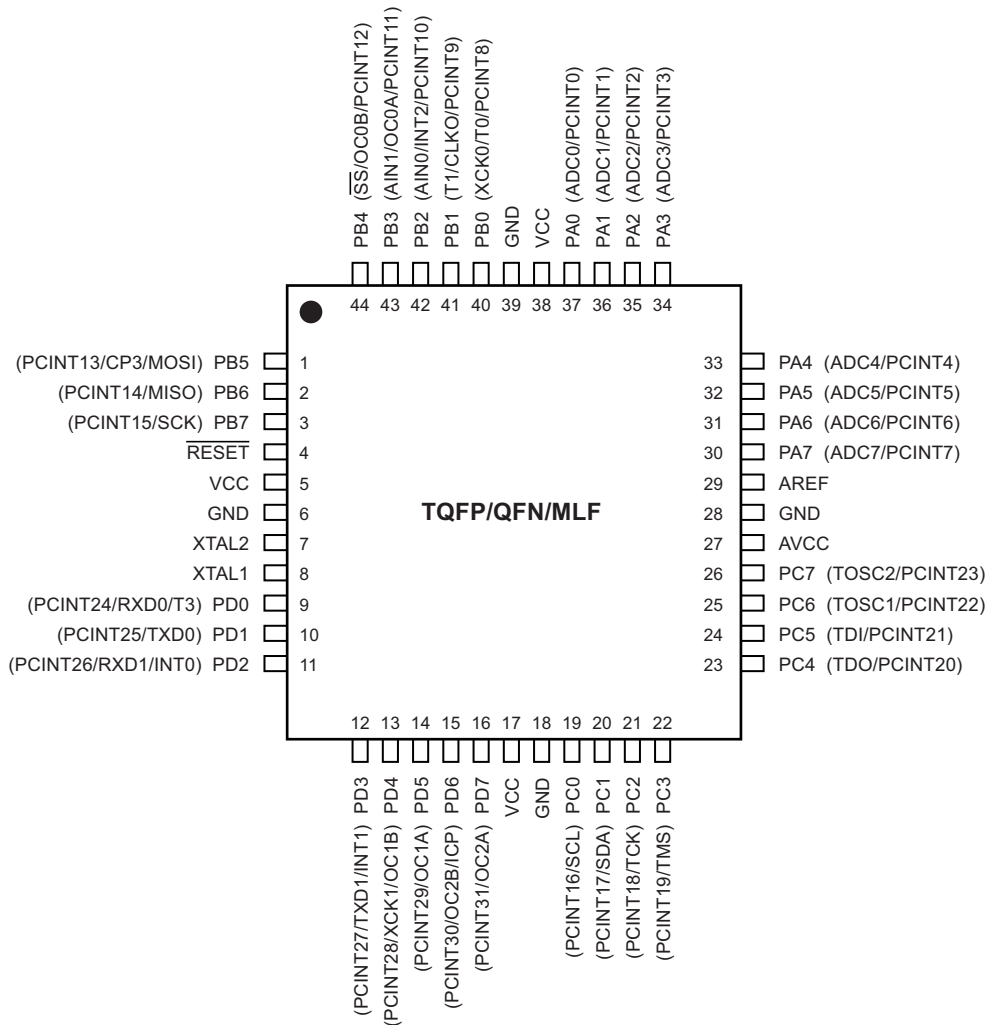 PB4 (SS/OC0B/PCINT12)
PB3 (AIN1/OC0A/PCINT11)
PB2 (AIN0/INT2/PCINT10)
PB1 (T1/CLKO/PCINT9)
PB0 (XCK0/T0/PCINT8)
GND
VCC
PA0 (ADC0/PCINT0)
PA1 (ADC1/PCINT1)
PA2 (ADC2/PCINT2)
PA3 (ADC3/PCINT3)
44 43 42 41 40 39 38 37 36 35 34
(PCINT13/CP3/MOSI) PB5 1
(PCINT14/MISO) PB6 2
(PCINT15/SCK) PB7 3
RESET 4
VCC 5
GND 6
XTAL2 7
XTAL1 8
(PCINT24/RXD0/T3) PD0 9
(PCINT25/TXD0) PD1 10
(PCINT26/RXD1/INT0) PD2 11
TQFP/QFN/MLF
33 PA4 (ADC4/PCINT4)
32 PA5 (ADC5/PCINT5)
31 PA6 (ADC6/PCINT6)
30 PA7 (ADC7/PCINT7)
29 AREF
28 GND
27 AVCC
26 PC7 (TOSC2/PCINT23)
25 PC6 (TOSC1/PCINT22)
24 PC5 (TDI/PCINT21)
23 PC4 (TDO/PCINT20)
12 13 14 15 16 17 18 19 20 21 22
(PCINT27/TXD1/INT1) PD3
(PCINT28/XCK1/OC1B) PD4
(PCINT29/OC1A) PD5
(PCINT30/OC2B/ICP) PD6
(PCINT31/OC2A) PD7
VCC
GND
(PCINT16/SCL) PC0
(PCINT17/SDA) PC1
(PCINT18/TCK) PC2
(PCINT19/TMS) PC3